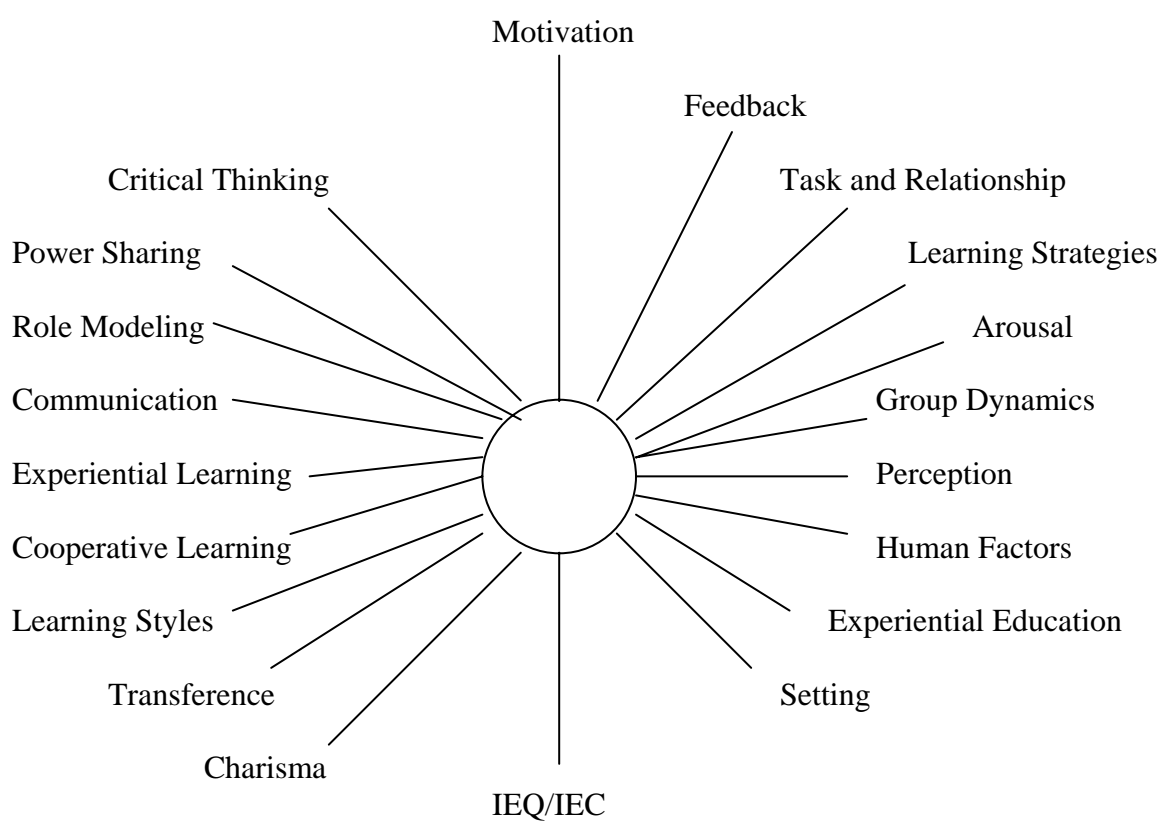 Motivation
Feedback
Critical Thinking
Task and Relationship
Power Sharing
Learning Strategies
Role Modeling
Arousal
Communication
Group Dynamics
Experiential Learning
Perception
Cooperative Learning
Human Factors
Learning Styles
Experiential Education
Transference
Setting
Charisma
IEQ/IEC